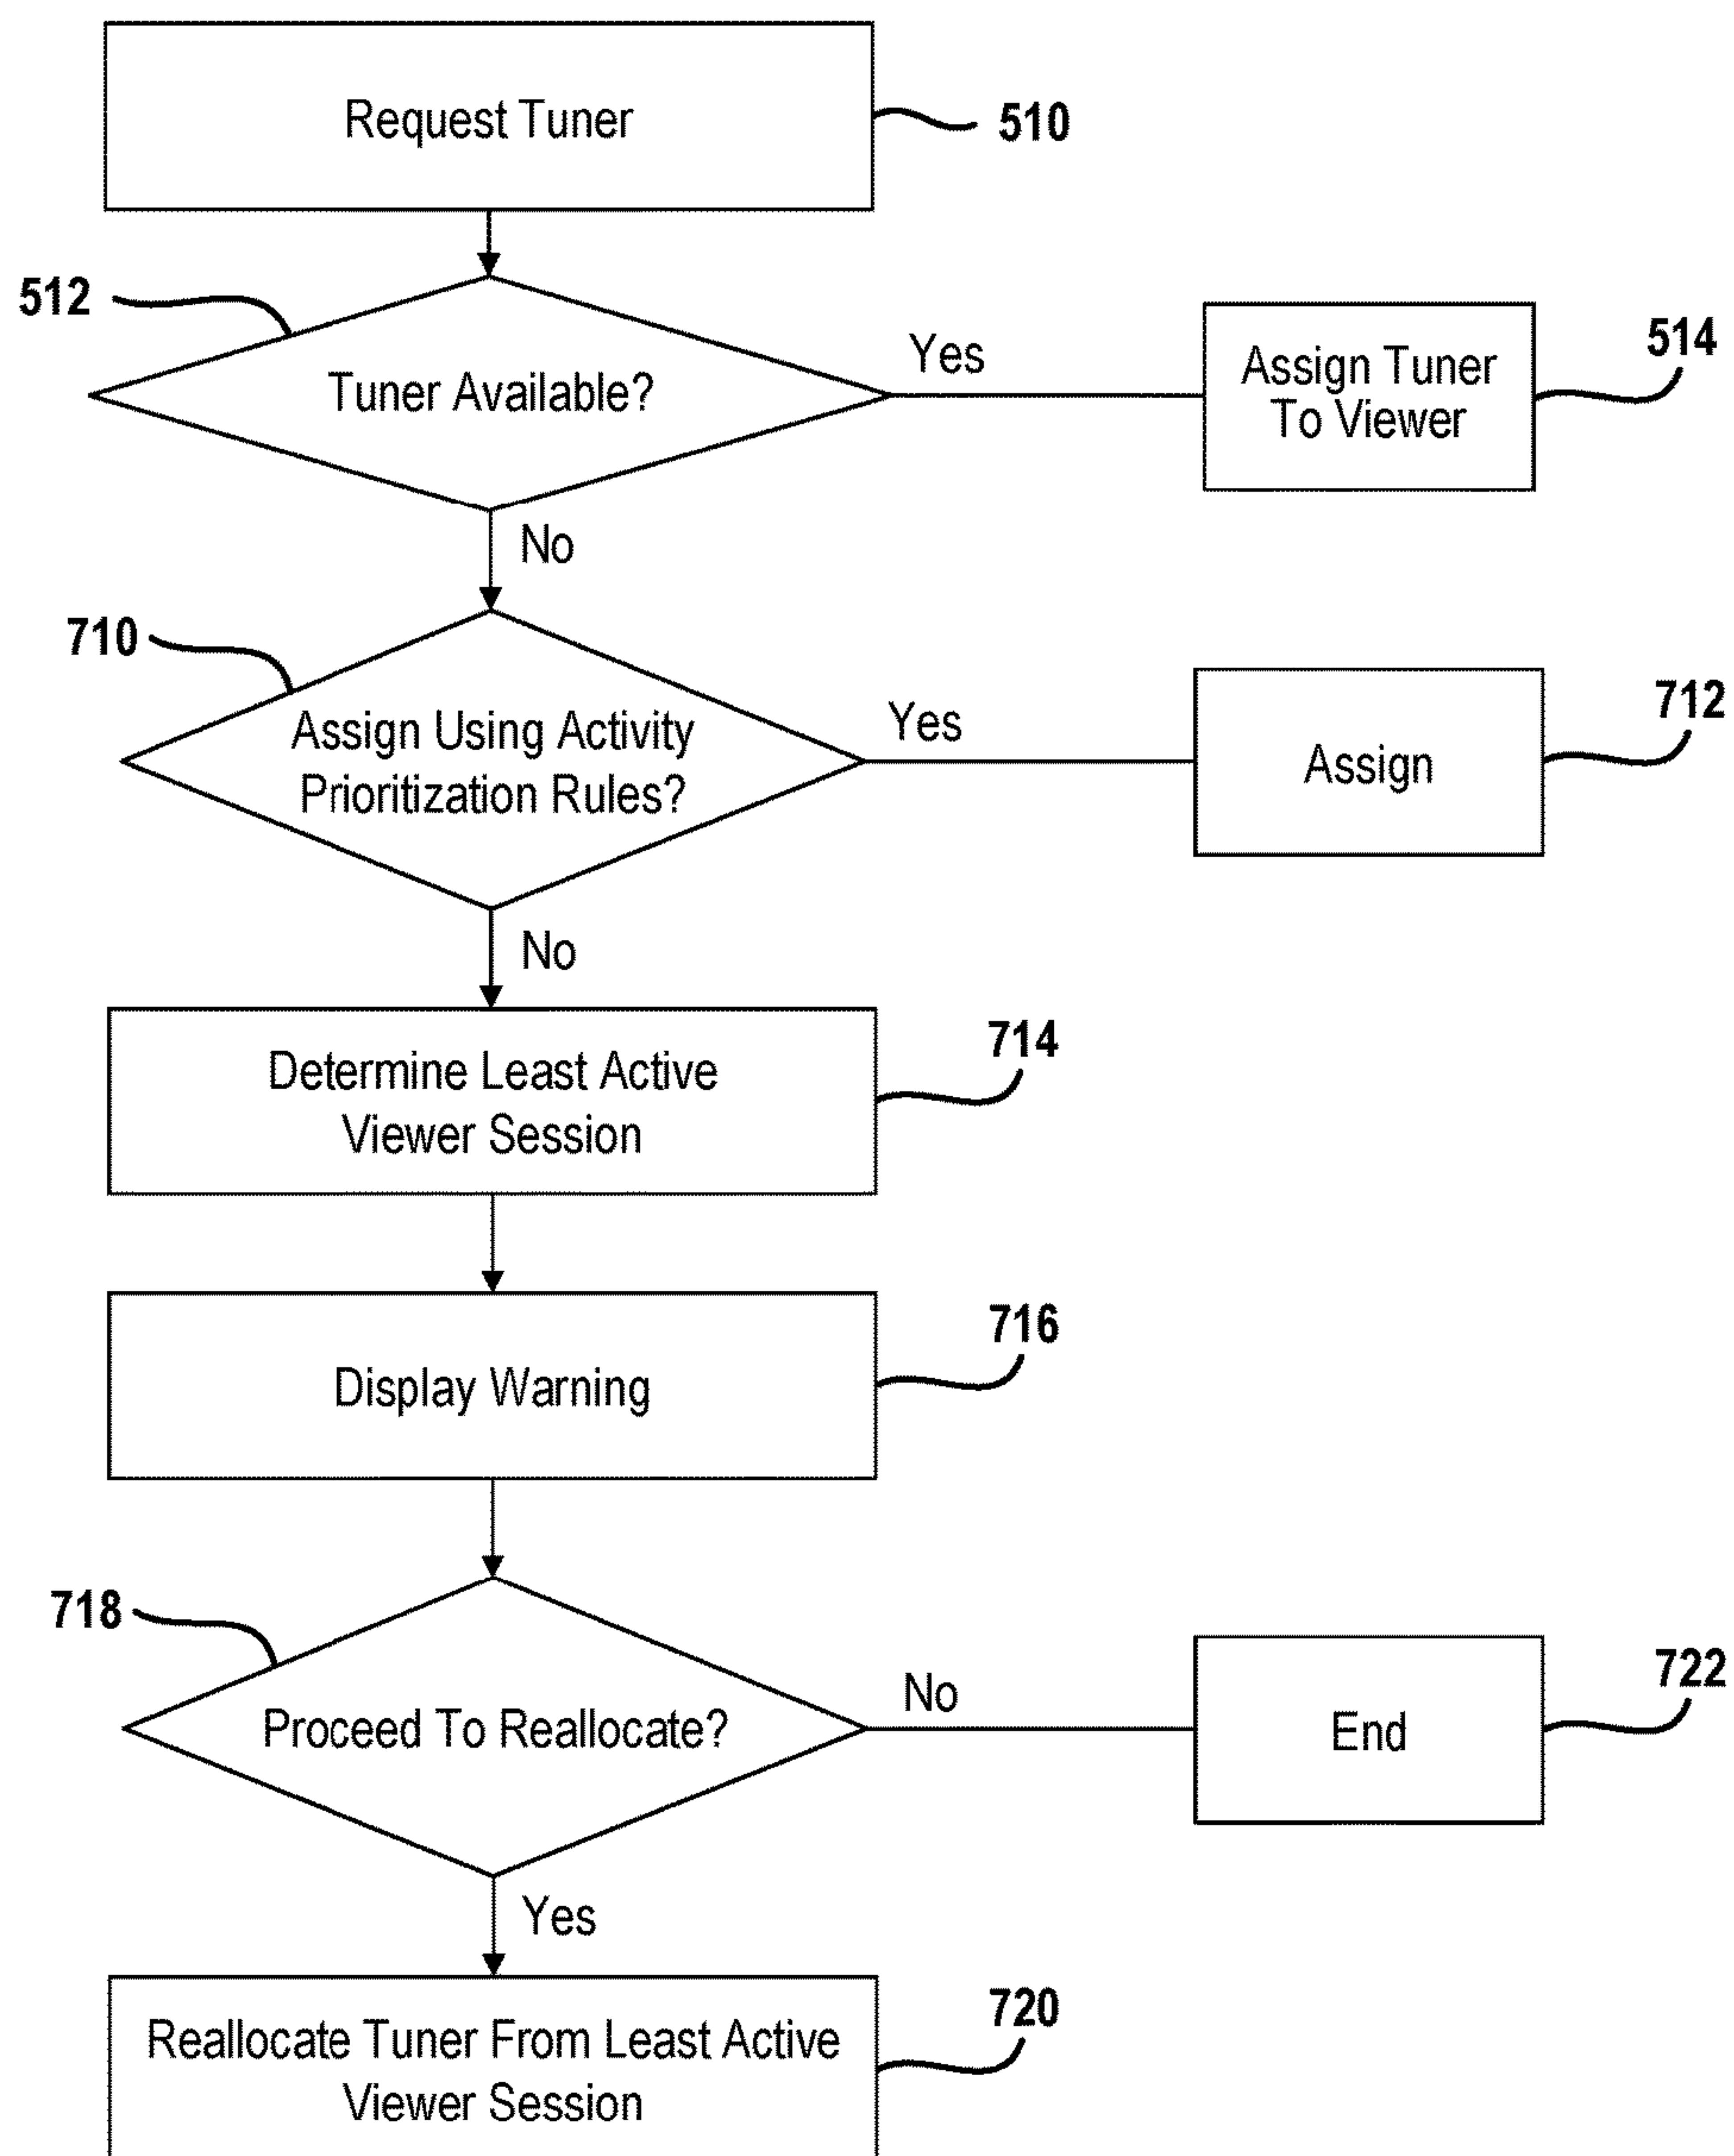 Request Tuner
510
512
Tuner Available?
Yes
Assign Tuner
To Viewer
514
No
710
Assign Using Activity
Prioritization Rules?
Yes
Assign
712
No
Determine Least Active
Viewer Session
714
Display Warning
716
718
Proceed To Reallocate?
No
End
722
Yes
Reallocate Tuner From Least Active
Viewer Session
720